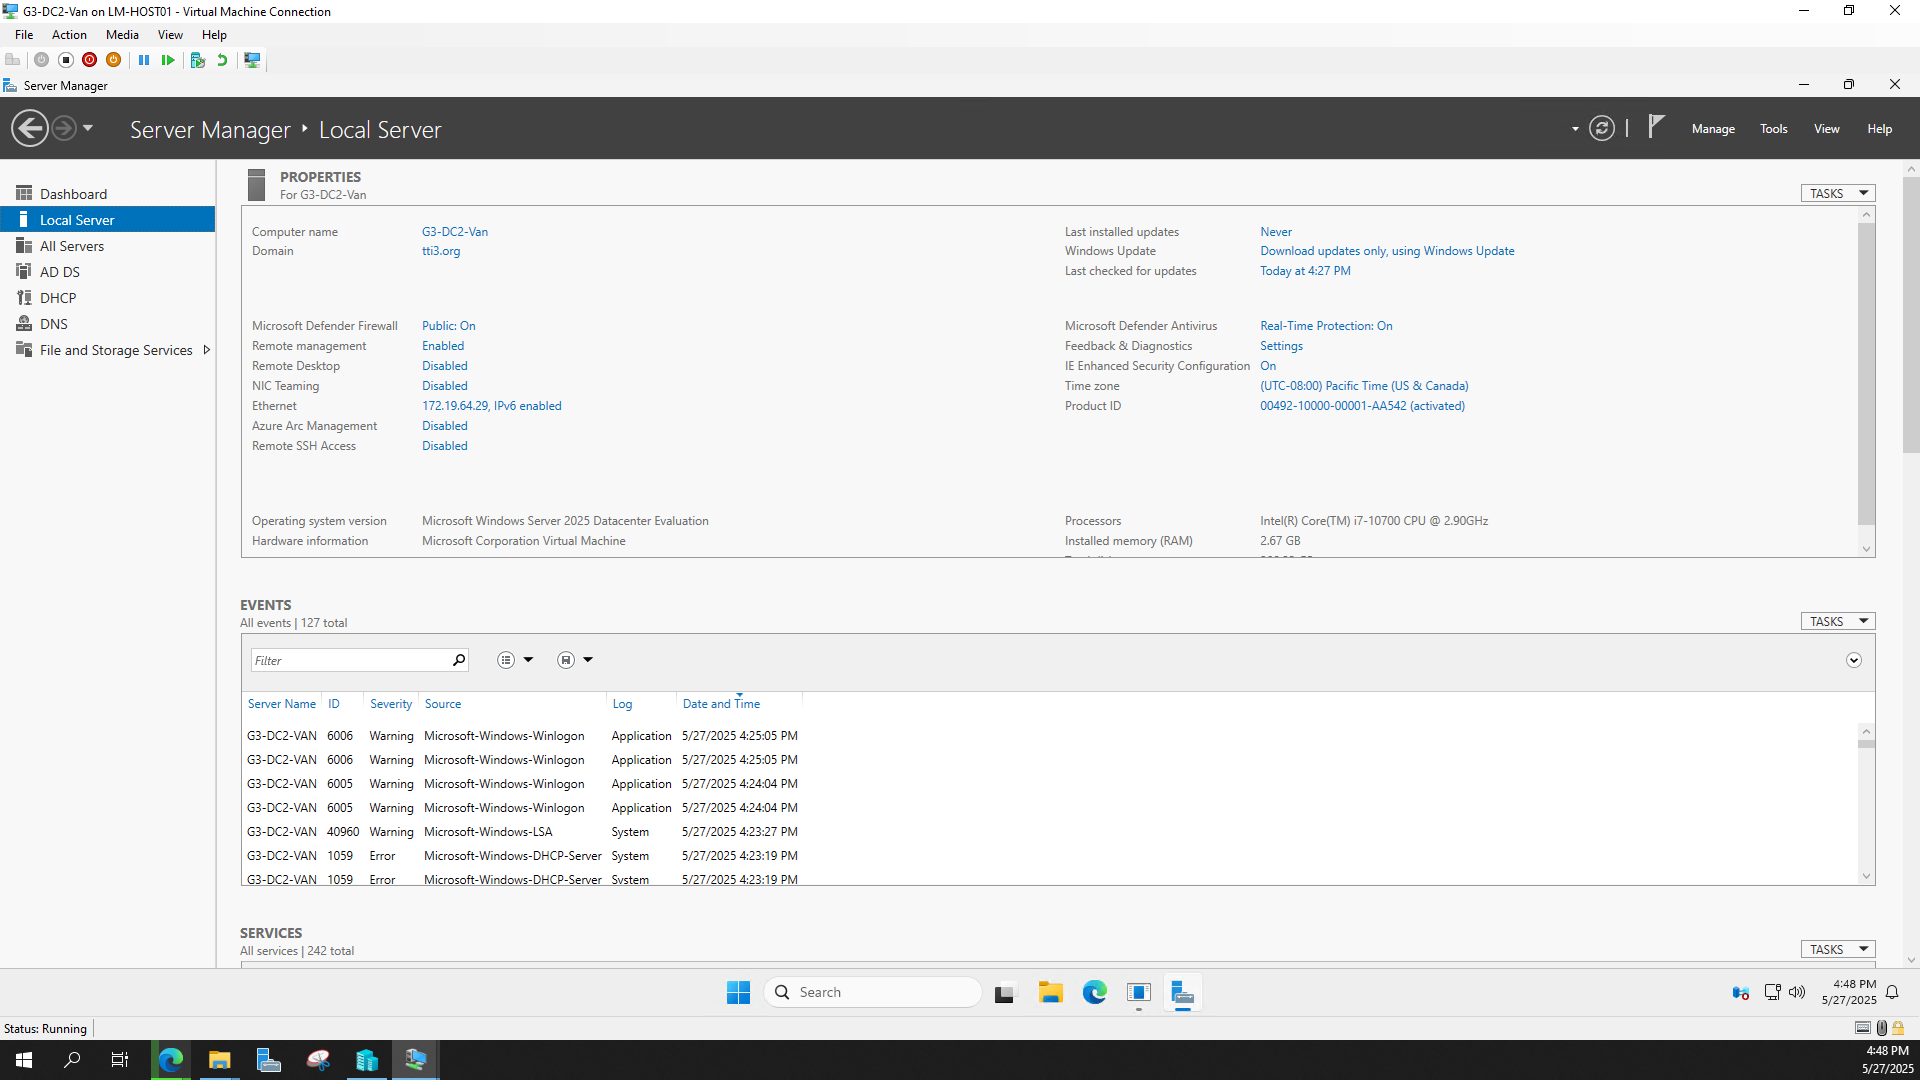 G3-DC2-Van on LM-HOST01 - Virtual Machine Connection
File Action Media View Help
Server Manager
Server Manager ‣ Local Server
Manage Tools View Help
Dashboard
Local Server
All Servers
AD DS
DHCP
DNS
File and Storage Services
PROPERTIES
For G3-DC2-Van
TASKS
Computer name G3-DC2-Van
Domain tti3.org
Last installed updates Never
Windows Update Download updates only, using Windows Update
Last checked for updates Today at 4:27 PM
Microsoft Defender Firewall Public: On
Remote management Enabled
Remote Desktop Disabled
NIC Teaming Disabled
Ethernet 172.19.64.29, IPv6 enabled
Azure Arc Management Disabled
Remote SSH Access Disabled
Microsoft Defender Antivirus Real-Time Protection: On
Feedback & Diagnostics Settings
IE Enhanced Security Configuration On
Time zone (UTC-08:00) Pacific Time (US & Canada)
Product ID 00492-10000-00001-AA542 (activated)
Operating system version Microsoft Windows Server 2025 Datacenter Evaluation
Hardware information Microsoft Corporation Virtual Machine
Processors Intel(R) Core(TM) i7-10700 CPU @ 2.90GHz
Installed memory (RAM) 2.67 GB
EVENTS
All events | 127 total
TASKS
Filter
Server Name ID Severity Source Log Date and Time
G3-DC2-VAN 6006 Warning Microsoft-Windows-Winlogon Application 5/27/2025 4:25:05 PM
G3-DC2-VAN 6006 Warning Microsoft-Windows-Winlogon Application 5/27/2025 4:25:05 PM
G3-DC2-VAN 6005 Warning Microsoft-Windows-Winlogon Application 5/27/2025 4:24:04 PM
G3-DC2-VAN 6005 Warning Microsoft-Windows-Winlogon Application 5/27/2025 4:24:04 PM
G3-DC2-VAN 40960 Warning Microsoft-Windows-LSA System 5/27/2025 4:23:27 PM
G3-DC2-VAN 1059 Error Microsoft-Windows-DHCP-Server System 5/27/2025 4:23:19 PM
G3-DC2-VAN 1059 Error Microsoft-Windows-DHCP-Server System 5/27/2025 4:23:19 PM
SERVICES
All services | 242 total
TASKS
Search
4:48 PM
5/27/2025
Status: Running
4:48 PM
5/27/2025